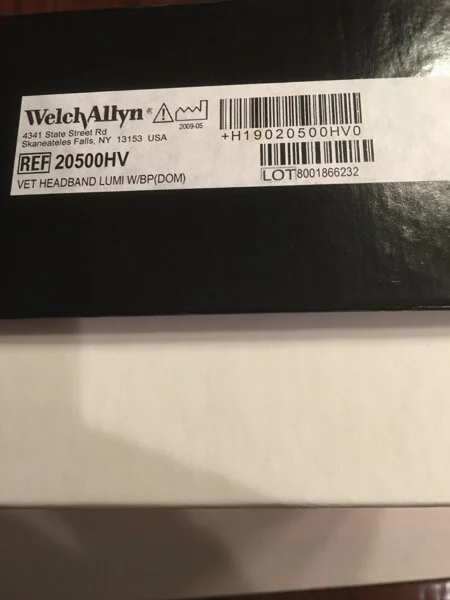 WelchAllyn®
4341 State Street Rd
Skaneateles Falls, NY 13153 USA
2009-05
+H19020500HV0
REF 20500HV
LOT 8001866232
VET HEADBAND LUMI W/BP(DOM)